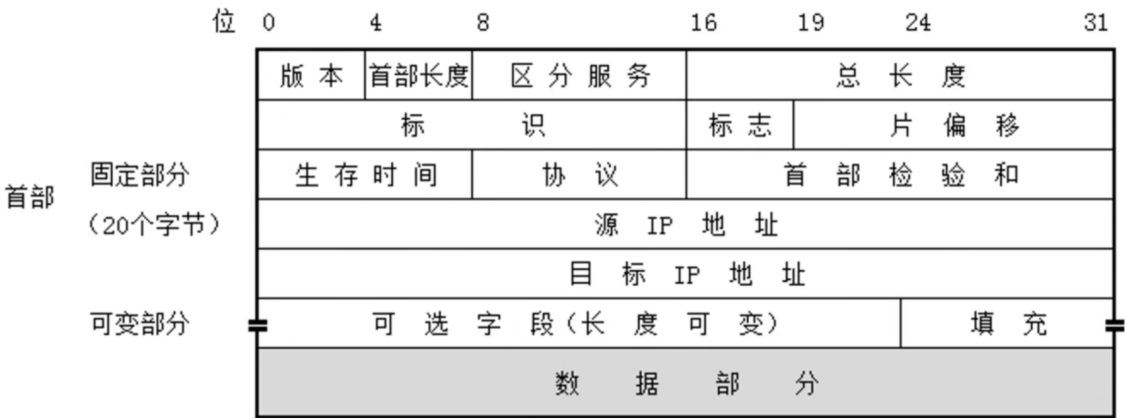 位 0 4 8 16 19 24 31
版本 首部长度 区分服务 总长度
标识 标志 片偏移
固定部分 生存时间 协议 首部检验和
首部
（20个字节） 源 IP 地址
目标 IP 地址
可变部分 可选字段(长度可变) 填充
数据部分